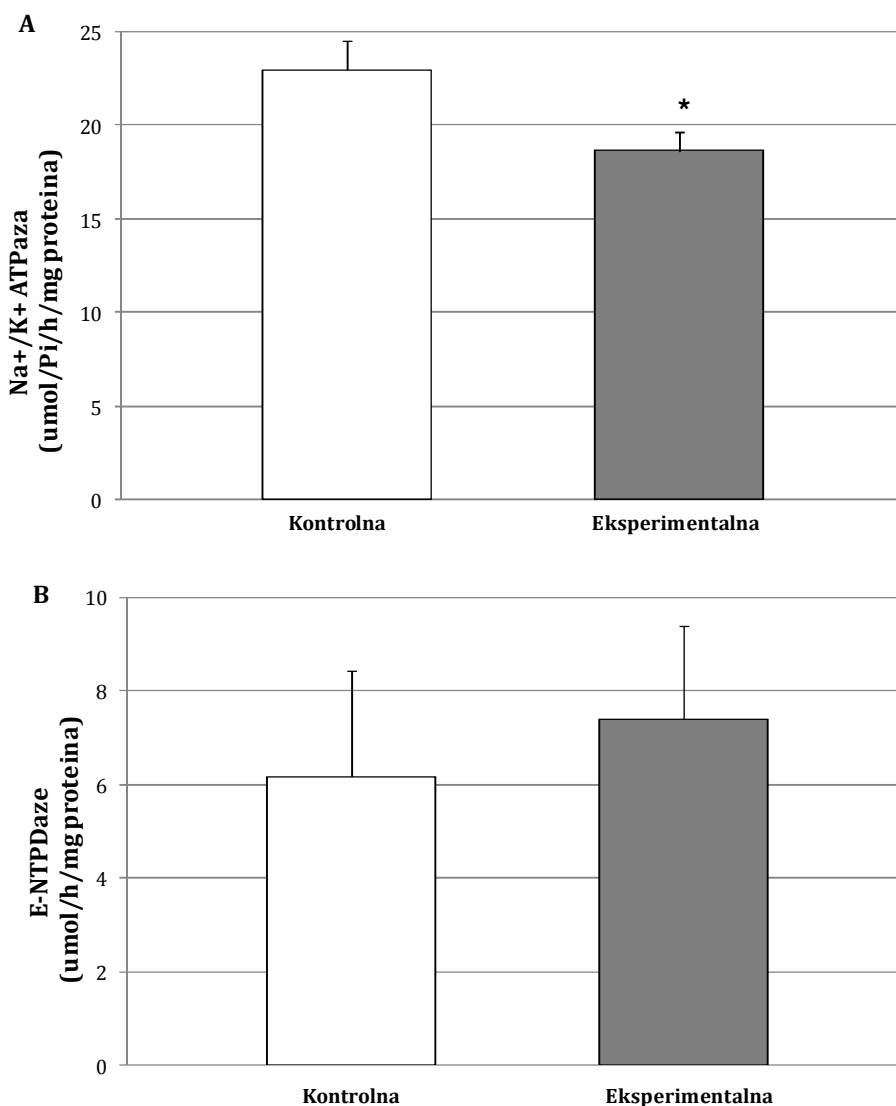 A
25
20
15
10
5
0
Na+/K+ ATPaza
(umol/Pi/h/mg proteina)
*
Kontrolna
Eksperimentalna
B
10
8
6
4
2
0
E-NTPDaze
(umol/h/mg proteina)
Kontrolna
Eksperimentalna